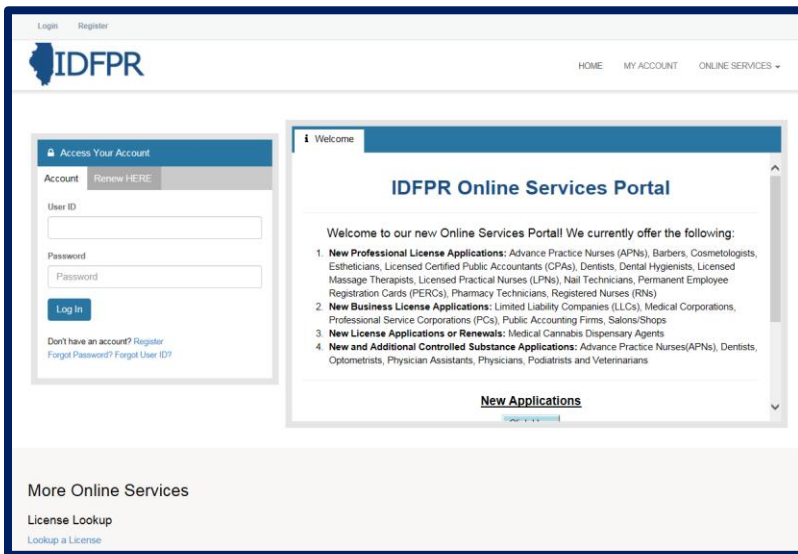 Login Register
IDFPR
HOME MY ACCOUNT ONLINE SERVICES
Access Your Account
Account Renew HERE
User ID
Password
Password
Log In
Don't have an account? Register
Forgot Password? Forgot User ID?
i Welcome
IDFPR Online Services Portal
Welcome to our new Online Services Portal! We currently offer the following:
1. New Professional License Applications: Advance Practice Nurses (APNs), Barbers, Cosmetologists,
Estheticians, Licensed Certified Public Accountants (CPAs), Dentists, Dental Hygienists, Licensed
Massage Therapists, Licensed Practical Nurses (LPNs), Nail Technicians, Permanent Employee
Registration Cards (PERCs), Pharmacy Technicians, Registered Nurses (RNs)
2. New Business License Applications: Limited Liability Companies (LLCs), Medical Corporations,
Professional Service Corporations (PCs), Public Accounting Firms, Salons/Shops
3. New License Applications or Renewals: Medical Cannabis Dispensary Agents
4. New and Additional Controlled Substance Applications: Advance Practice Nurses(APNs), Dentists,
Optometrists, Physician Assistants, Physicians, Podiatrists and Veterinarians
New Applications
More Online Services
License Lookup
Lookup a License